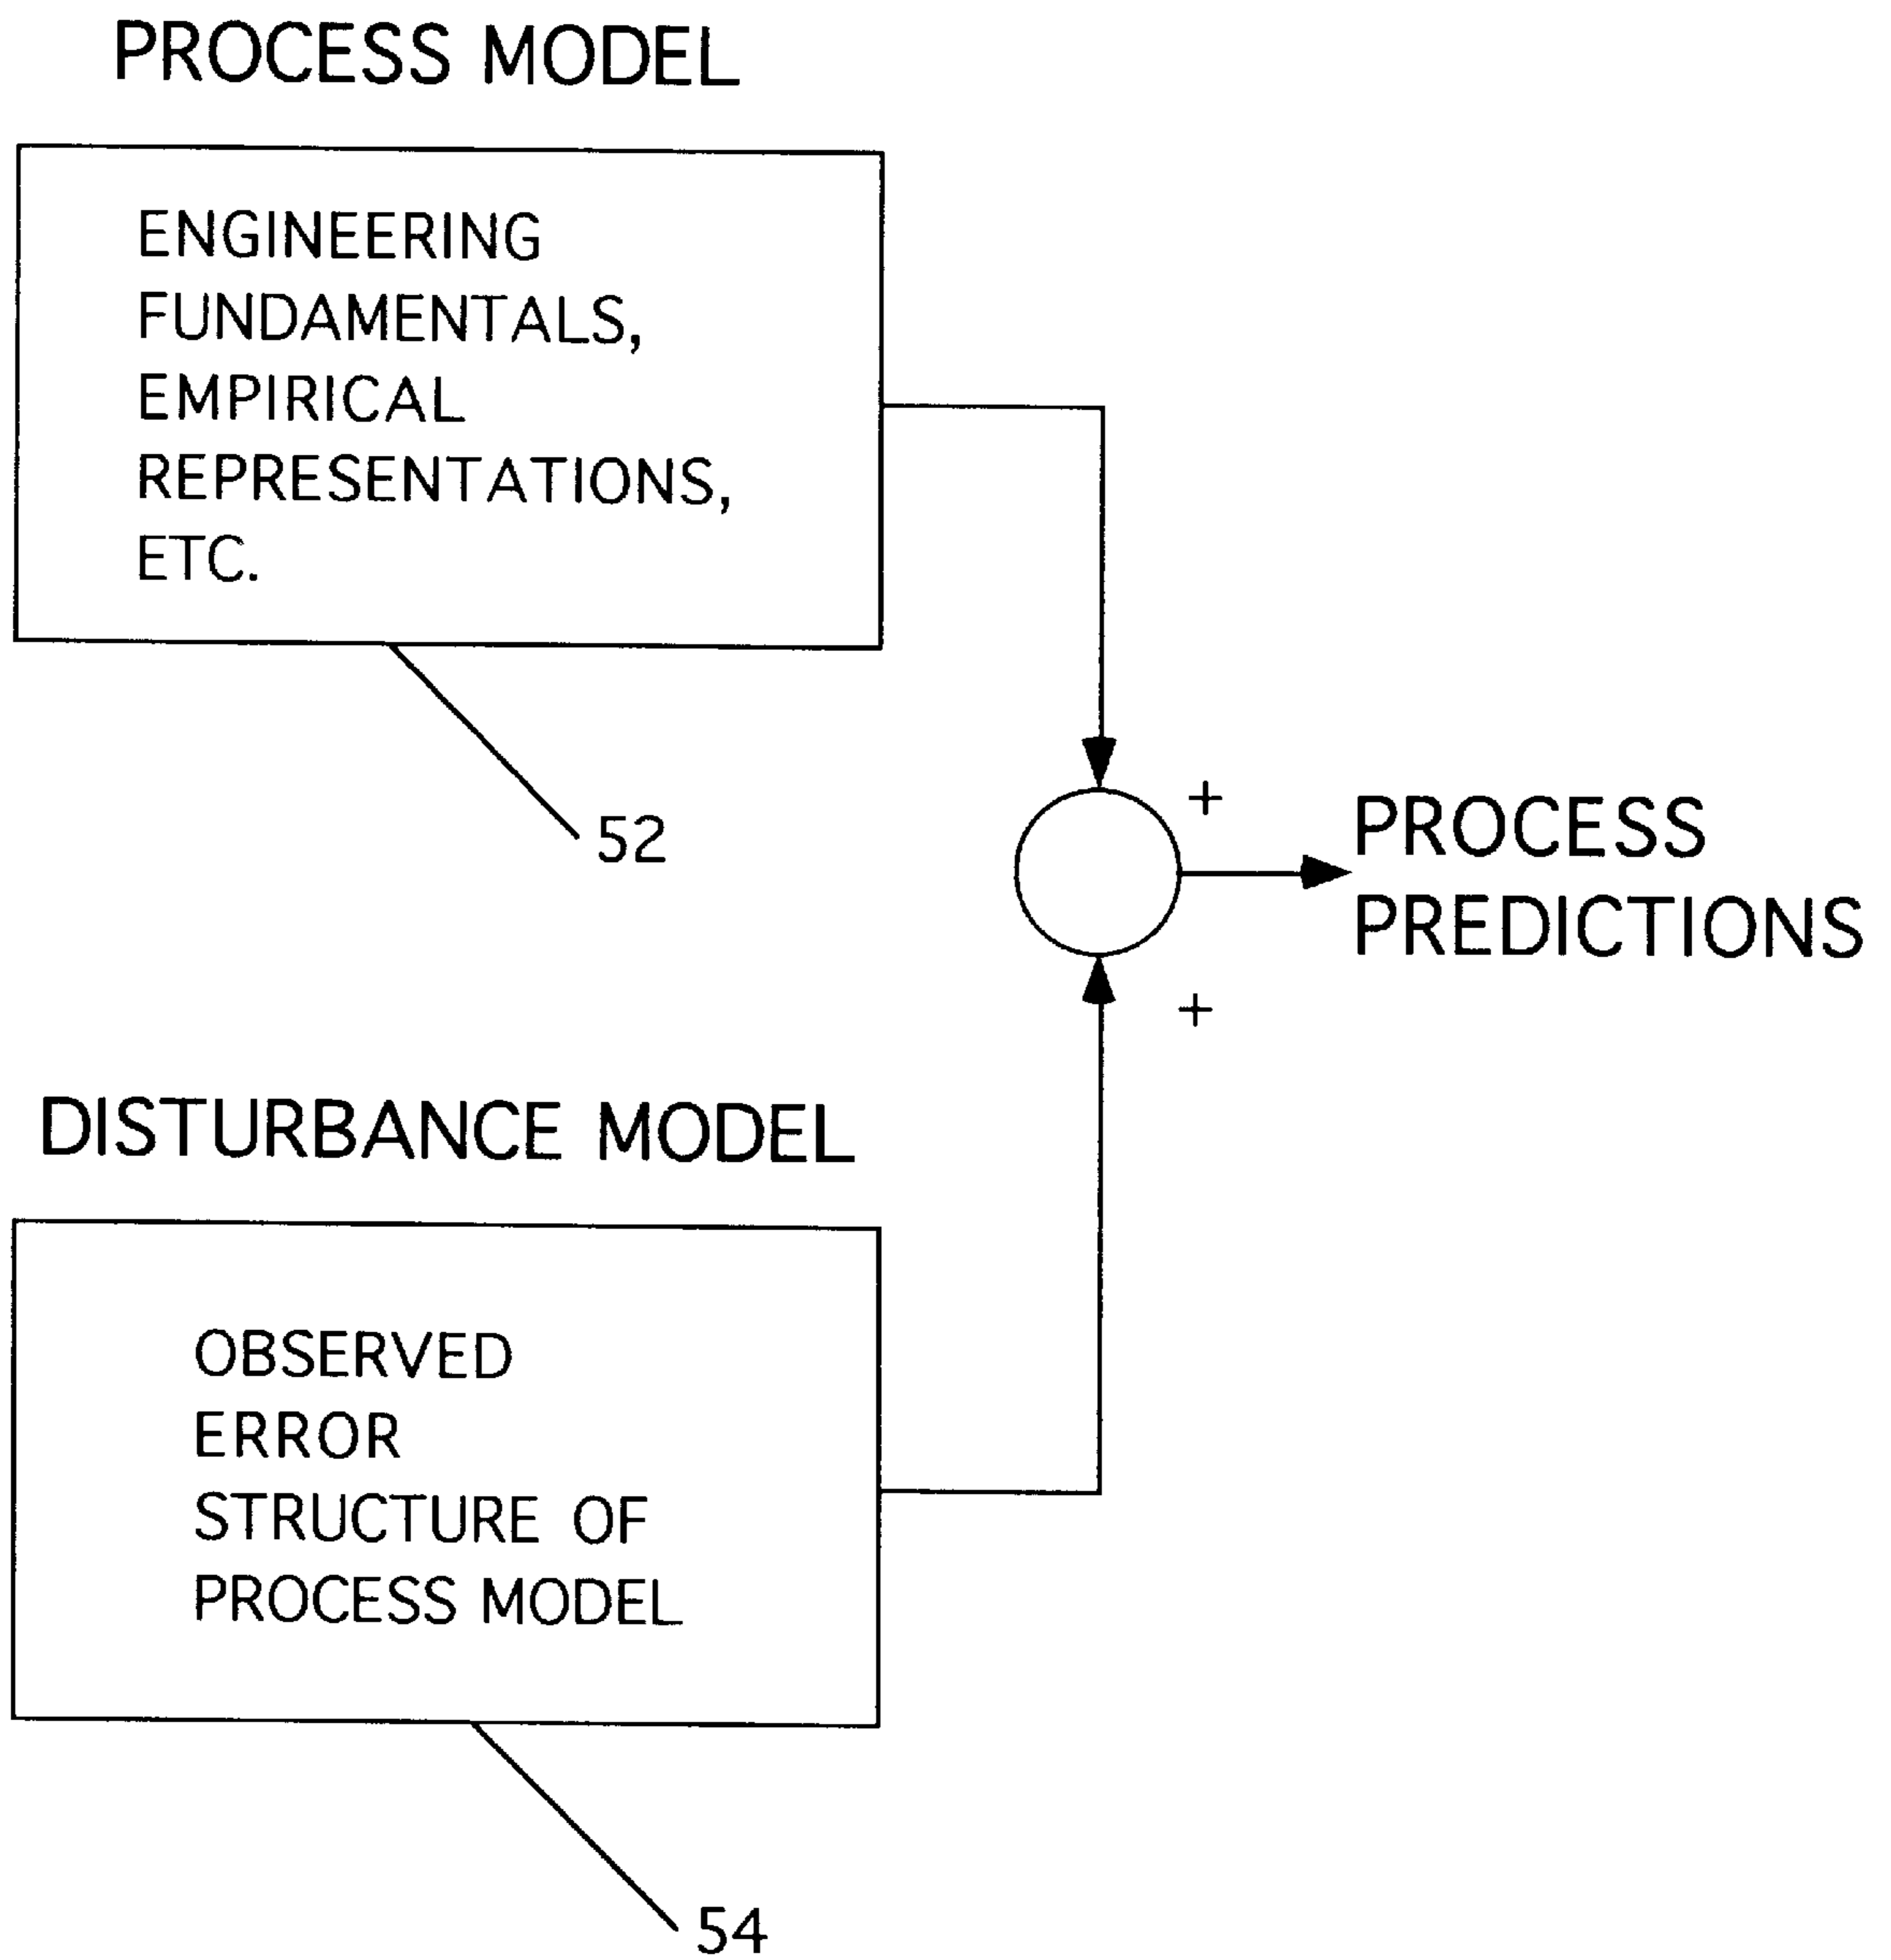 PROCESS MODEL
ENGINEERING
FUNDAMENTALS,
EMPIRICAL
REPRESENTATIONS,
ETC.
52
+
PROCESS
PREDICTIONS
+
DISTURBANCE MODEL
OBSERVED
ERROR
STRUCTURE OF
PROCESS MODEL
54